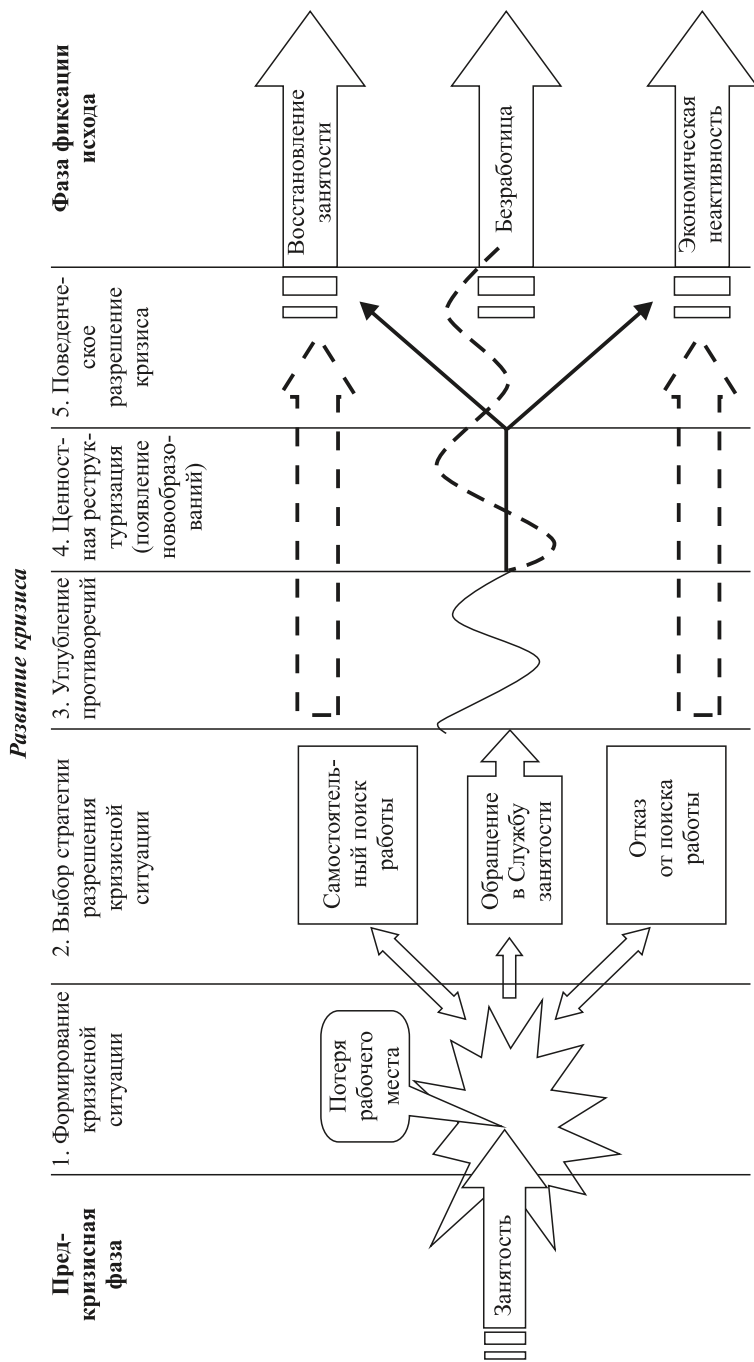 Развитие кризиса
Пред-
кризисная
фаза
1. Формирование
кризисной
ситуации
2. Выбор стратегии
разрешения
кризисной
ситуации
3. Углубление
противоречий
4. Ценност-
ная реструк-
туризация
(появление
новообразо-
ваний)
5. Поведенче-
ское
разрешение
кризиса
Фаза фиксации
исхода
Занятость
Потеря
рабочего
места
Самостоятель-
ный поиск
работы
Обращение
в Службу
занятости
Отказ
от поиска
работы
Восстановление
занятости
Безработица
Экономическая
неактивность